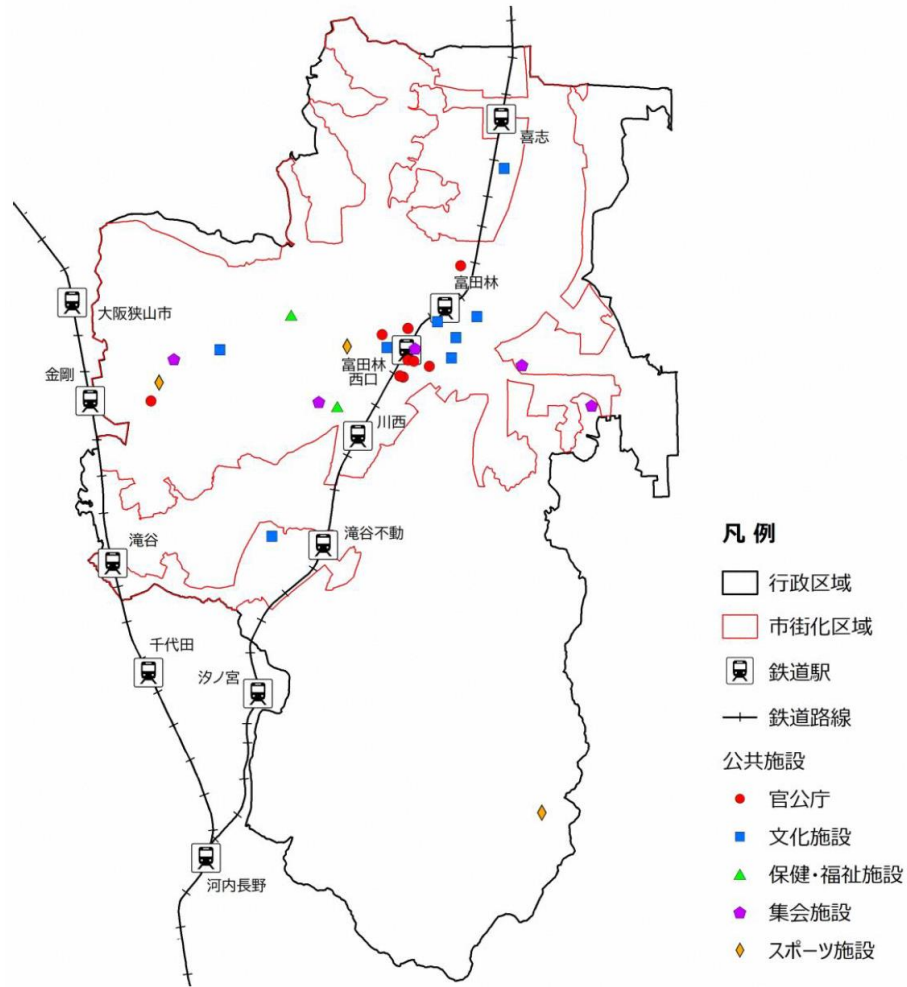 喜志
富田林
大阪狭山市
金剛
富田林
西口
川西
滝谷不動
滝谷
千代田
汐ノ宮
河内長野
凡例
行政区域
市街化区域
鉄道駅
鉄道路線
公共施設
官公庁
文化施設
保健・福祉施設
集会施設
スポーツ施設